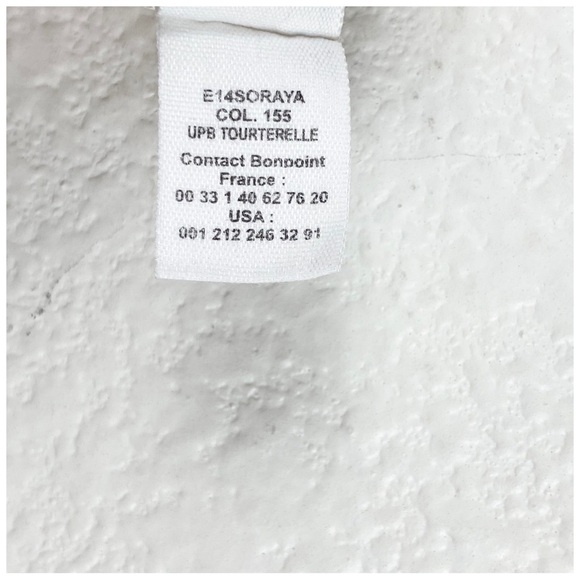 E14SORAYA
COL. 155
UPB TOURTERELLE
Contact Bonpoint
France :
00 33 1 40 62 76 20
USA :
001 212 246 32 91